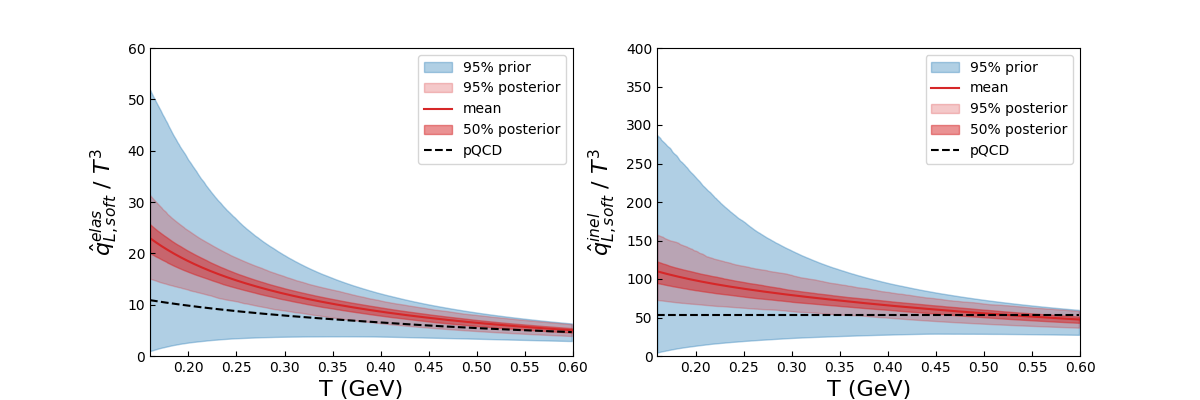 60
50
40
30
20
10
0
0.20 0.25 0.30 0.35 0.40 0.45 0.50 0.55 0.60
T (GeV)
q̂^{elas}_{L,soft} / T^3
95% prior
95% posterior
mean
50% posterior
pQCD
400
350
300
250
200
150
100
50
0
0.20 0.25 0.30 0.35 0.40 0.45 0.50 0.55 0.60
T (GeV)
q̂^{inel}_{L,soft} / T^3
95% prior
mean
95% posterior
50% posterior
pQCD